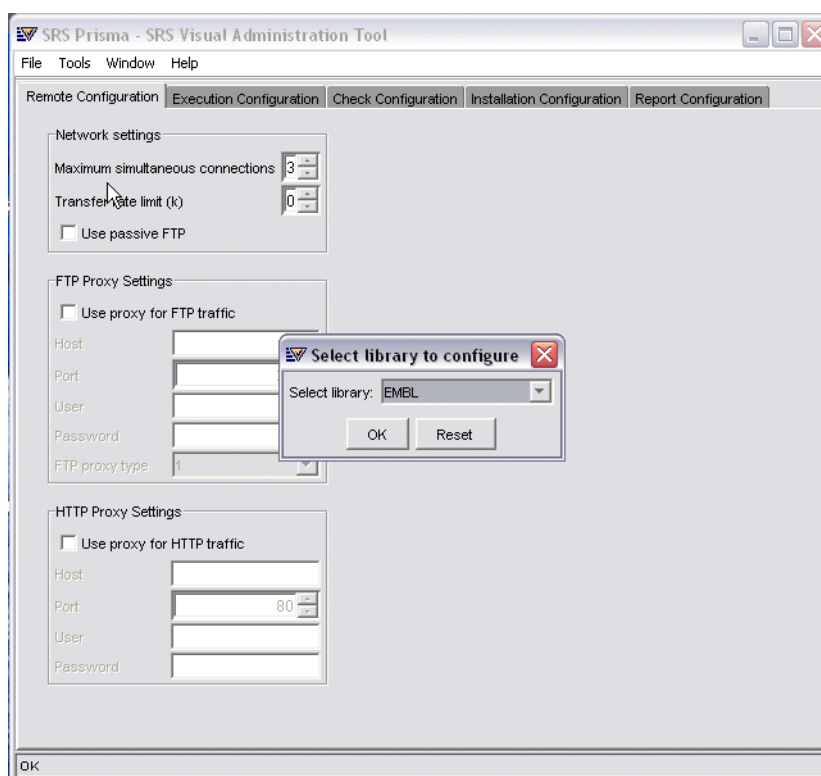 SRS Prisma - SRS Visual Administration Tool
File Tools Window Help
Remote Configuration Execution Configuration Check Configuration Installation Configuration Report Configuration
Network settings
Maximum simultaneous connections 3
Transfer rate limit (k) 0
Use passive FTP
FTP Proxy Settings
Use proxy for FTP traffic
Host
Port
User
Password
FTP proxy type 1
Select library to configure
Select library: EMBL
OK Reset
HTTP Proxy Settings
Use proxy for HTTP traffic
Host
Port 80
User
Password
OK